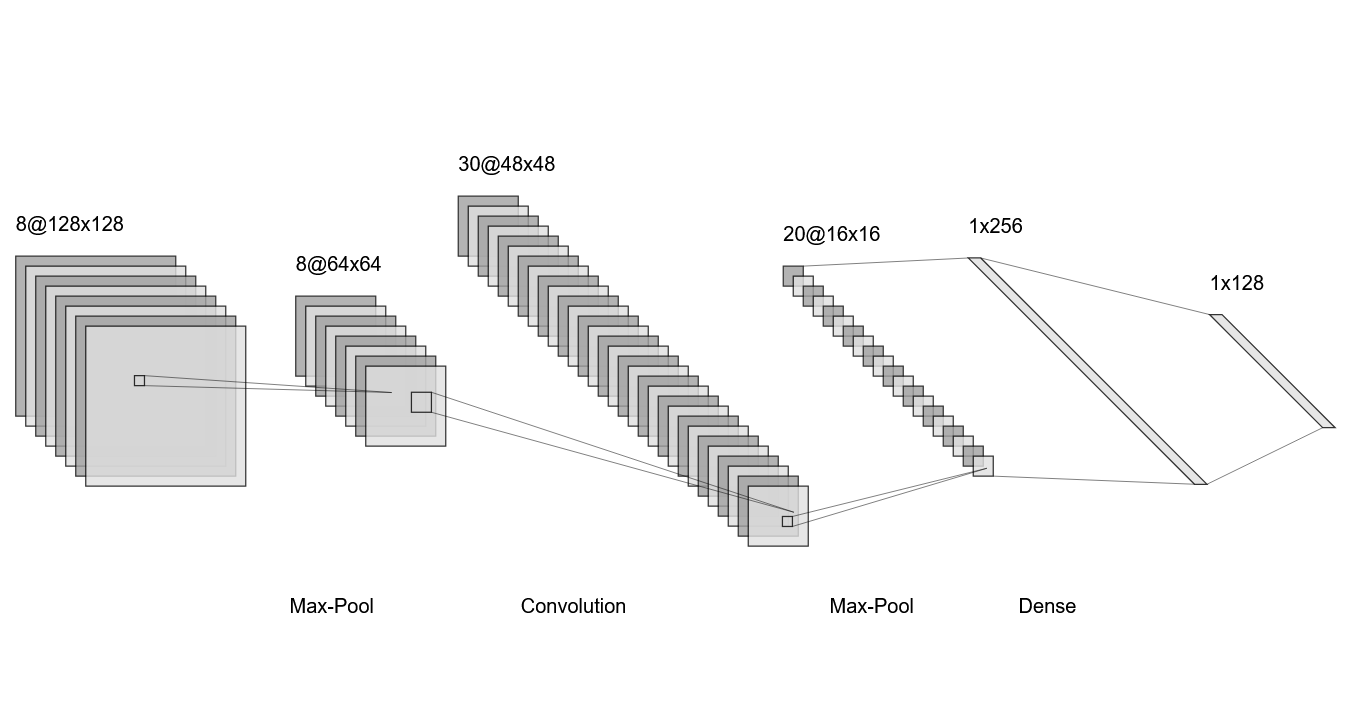 8@128x128
8@64x64
30@48x48
20@16x16
1x256
1x128
Max-Pool
Convolution
Max-Pool
Dense